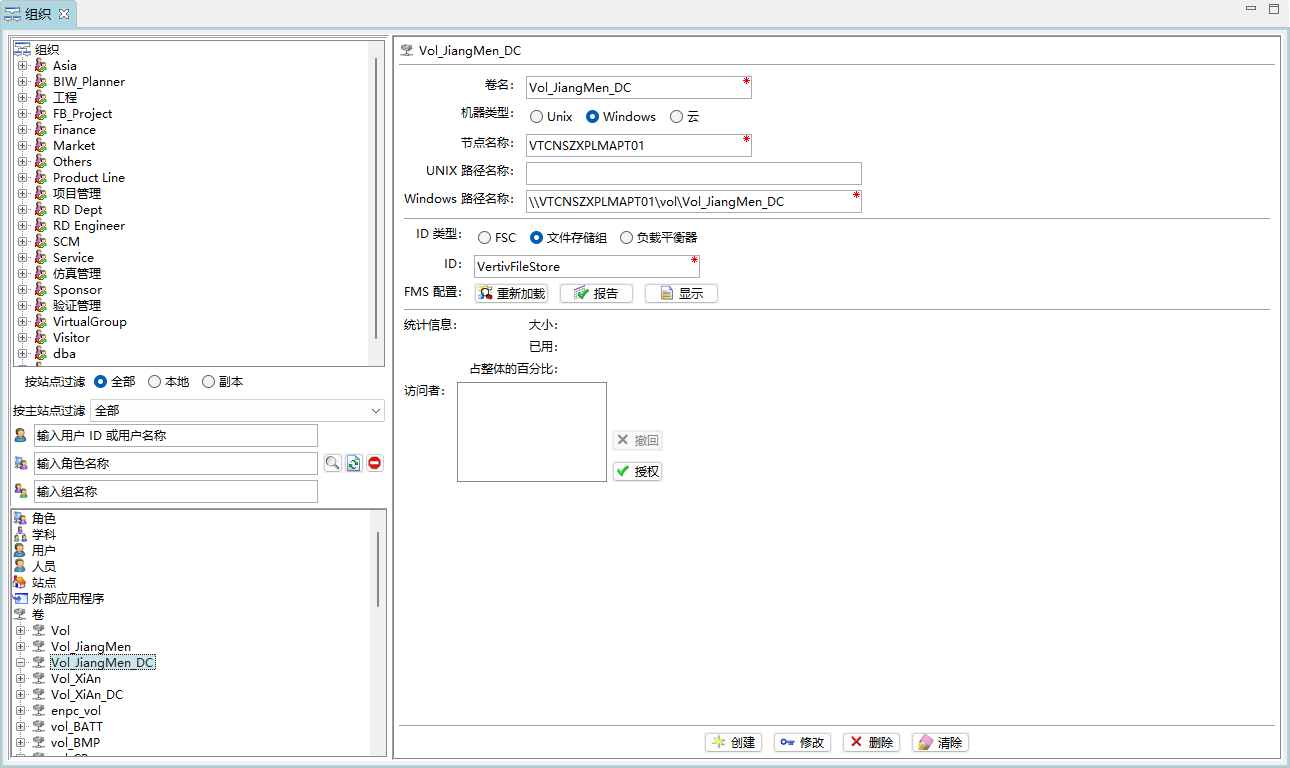 组织
组织
Asia
BIW_Planner
工程
FB_Project
Finance
Market
Others
Product Line
项目管理
RD Dept
RD Engineer
SCM
Service
仿真管理
Sponsor
验证管理
VirtualGroup
Visitor
dba
按站点过滤 全部 本地 副本
按主站点过滤 全部
输入用户 ID 或用户名称
输入角色名称
输入组名称
角色
学科
用户
人员
站点
外部应用程序
卷
Vol
Vol_JiangMen
Vol_JiangMen_DC
Vol_XiAn
Vol_XiAn_DC
enpc_vol
vol_BATT
vol_BMP
Vol_JiangMen_DC
卷名: Vol_JiangMen_DC *
机器类型: Unix Windows 云
节点名称: VTCNSZXPLMAPT01 *
UNIX 路径名称:
Windows 路径名称: \\VTCNSZXPLMAPT01\vol\Vol_JiangMen_DC *
ID 类型: FSC 文件存储组 负载平衡器
ID: VertivFileStore *
FMS 配置: 重新加载 报告 显示
统计信息: 大小:
已用:
占整体的百分比:
访问者:
撤回
授权
创建 修改 删除 清除